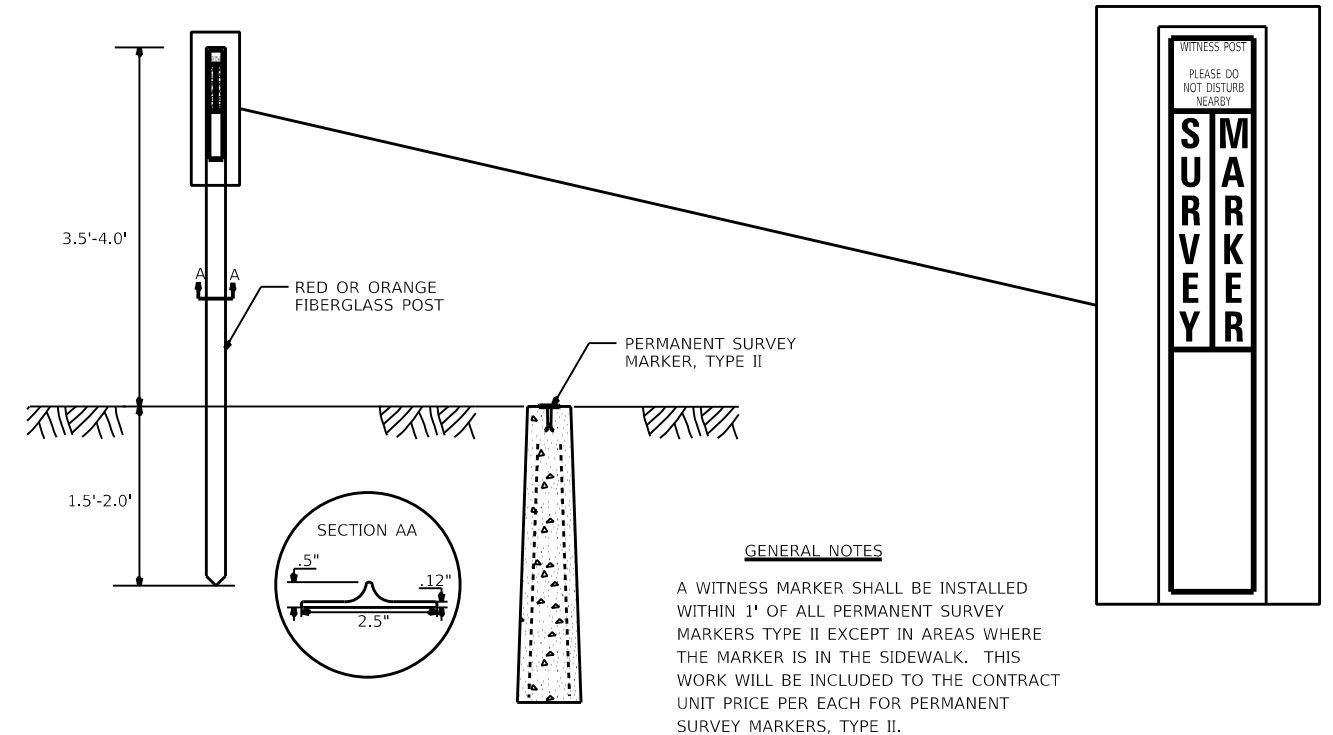 WITNESS POST
PLEASE DO
NOT DISTURB
NEARBY
SURVEY
MARKER
3.5'-4.0'
A A
RED OR ORANGE
FIBERGLASS POST
PERMANENT SURVEY
MARKER, TYPE II
1.5'-2.0'
SECTION AA
.5"
.12"
2.5"
GENERAL NOTES
A WITNESS MARKER SHALL BE INSTALLED
WITHIN 1' OF ALL PERMANENT SURVEY
MARKERS TYPE II EXCEPT IN AREAS WHERE
THE MARKER IS IN THE SIDEWALK. THIS
WORK WILL BE INCLUDED TO THE CONTRACT
UNIT PRICE PER EACH FOR PERMANENT
SURVEY MARKERS, TYPE II.